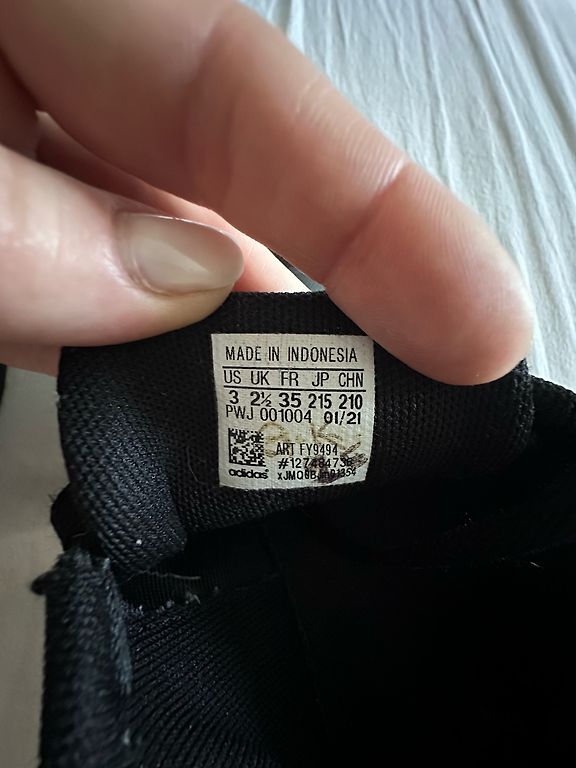 MADE IN INDONESIA
US UK FR JP CHN
3 2½ 35 215 210
PWJ 001004 01/21
ART FY9494
adidas